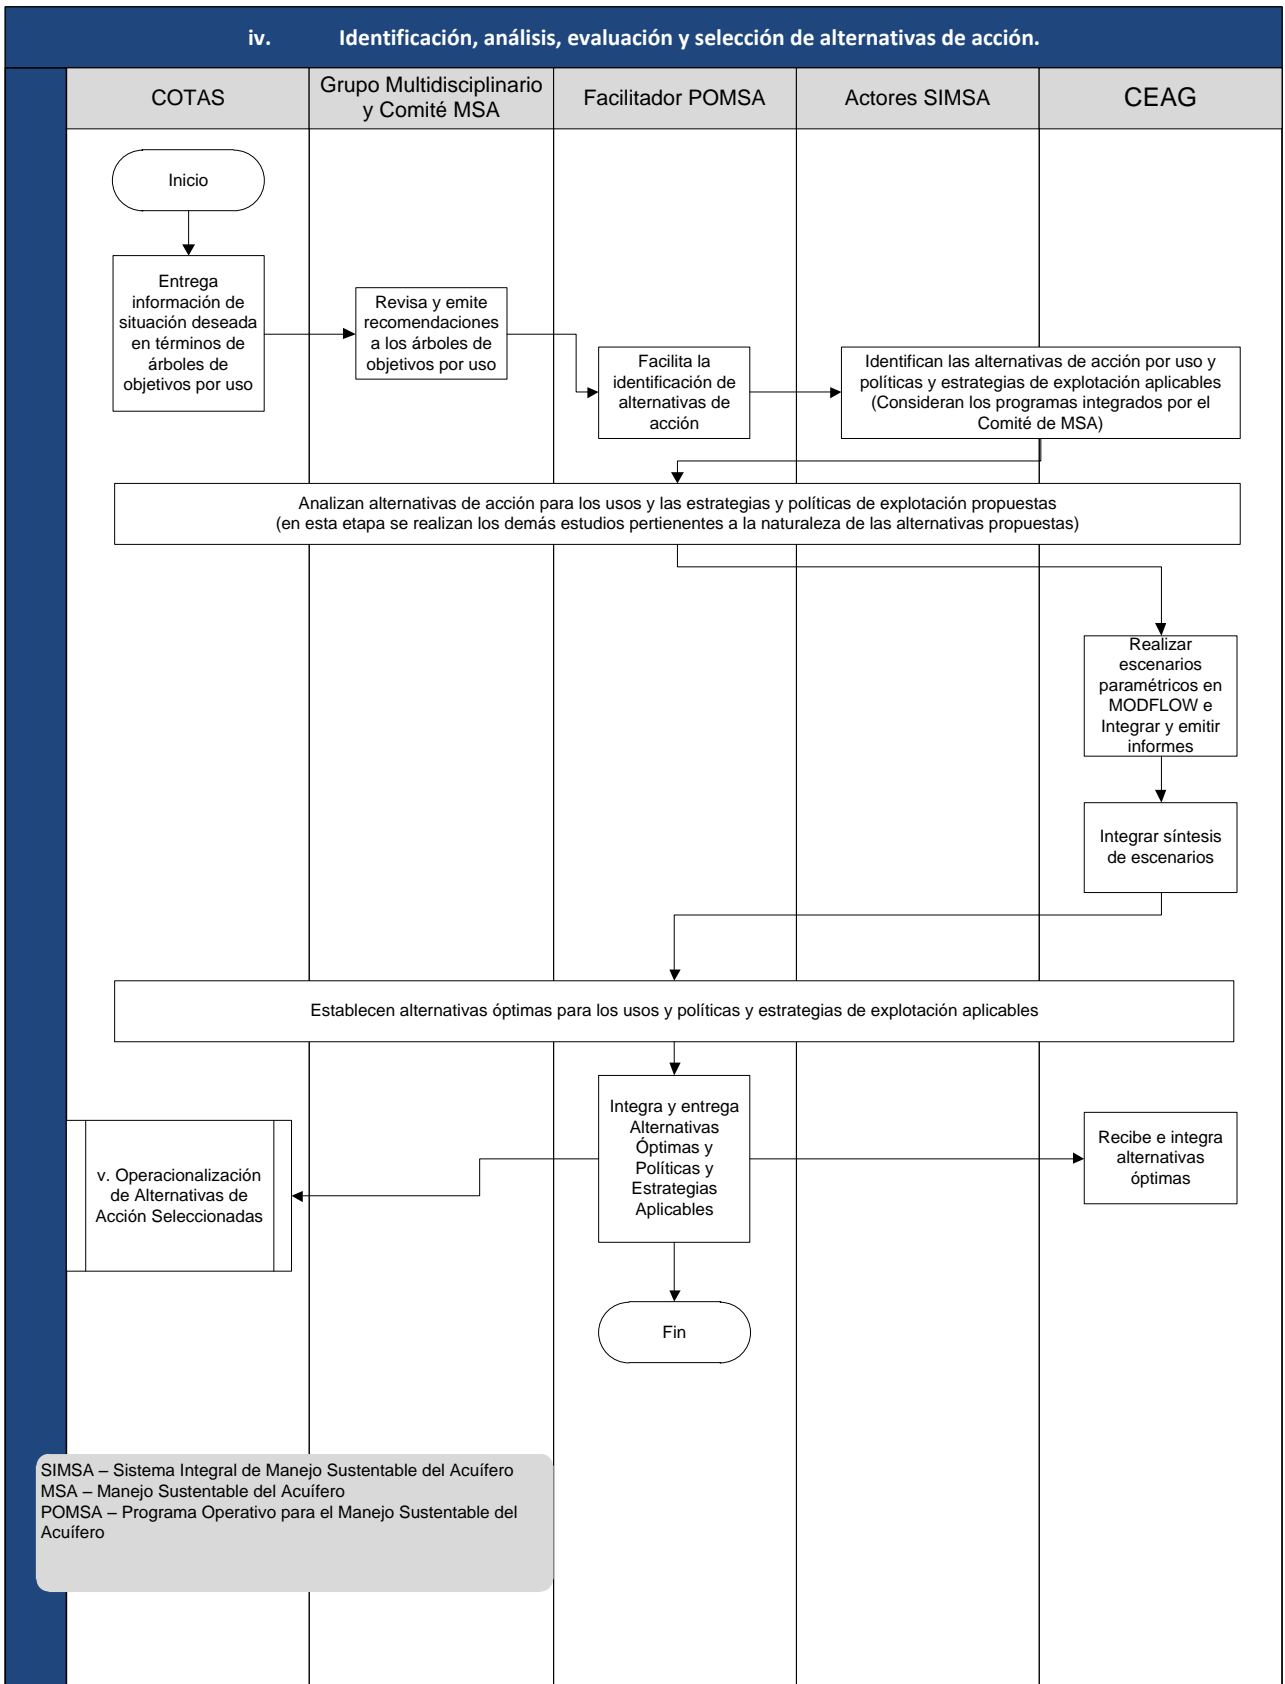 iv. Identificación, análisis, evaluación y selección de alternativas de acción.
COTAS
Grupo Multidisciplinario
y Comité MSA
Facilitador POMSA
Actores SIMSA
CEAG
Inicio
Entrega
información de
situación deseada
en términos de
árboles de
objetivos por uso
Revisa y emite
recomendaciones
a los árboles de
objetivos por uso
Facilita la
identificación de
alternativas de
acción
Identifican las alternativas de acción por uso y
políticas y estrategias de explotación aplicables
(Consideran los programas integrados por el
Comité de MSA)
Analizan alternativas de acción para los usos y las estrategias y políticas de explotación propuestas
(en esta etapa se realizan los demás estudios pertienentes a la naturaleza de las alternativas propuestas)
Realizar
escenarios
paramétricos en
MODFLOW e
Integrar y emitir
informes
Integrar síntesis
de escenarios
Establecen alternativas óptimas para los usos y políticas y estrategias de explotación aplicables
Integra y entrega
Alternativas
Óptimas y
Políticas y
Estrategias
Aplicables
Recibe e integra
alternativas
óptimas
v. Operacionalización
de Alternativas de
Acción Seleccionadas
Fin
SIMSA – Sistema Integral de Manejo Sustentable del Acuífero
MSA – Manejo Sustentable del Acuífero
POMSA – Programa Operativo para el Manejo Sustentable del
Acuífero